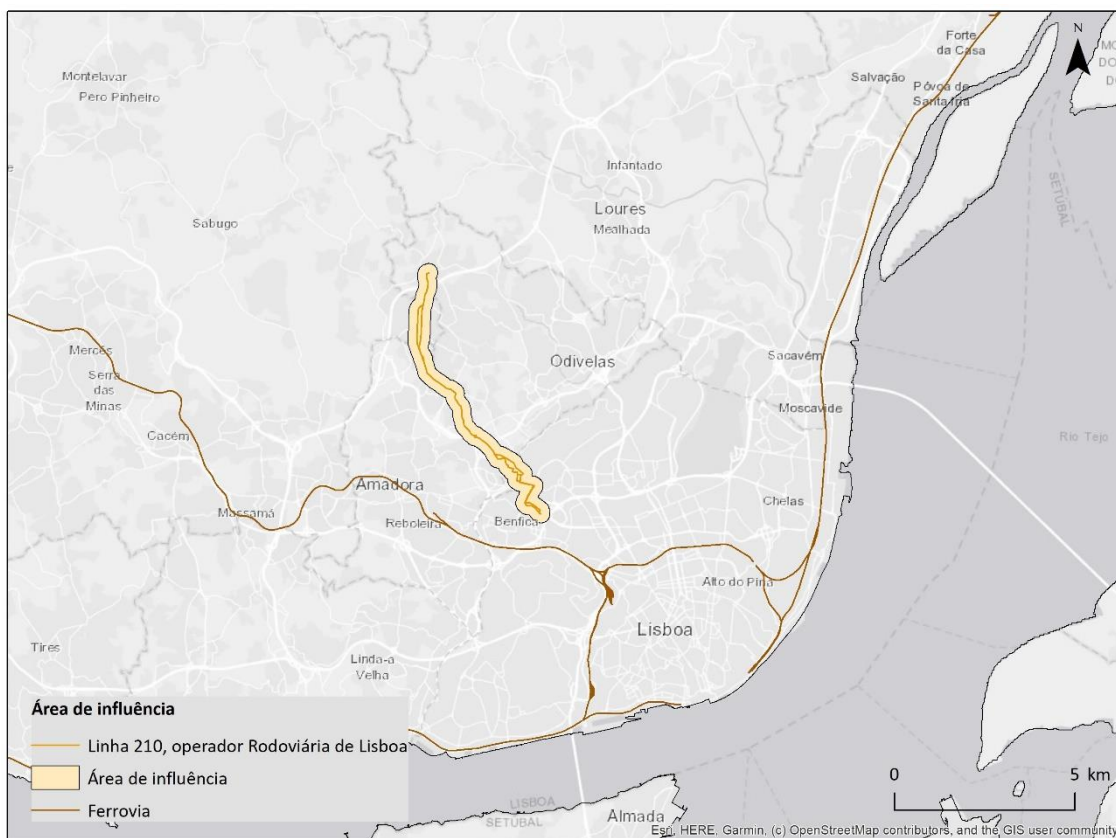 Forte
da Casa
N
Montelavar
Pero Pinheiro
Salvação
Póvoa de
Santa Iria
Infantado
Loures
Mealhada
SETÚBAL
Sabugo
Mercês
Serra
das
Minas
Odivelas
Sacavém
Moscavide
Cacém
Rio Tejo
Amadora
Massamá
Reboleira
Benfica
Chelas
Alto do Pina
Lisboa
Tires
Linda-a
Velha
Área de influência
Linha 210, operador Rodoviária de Lisboa
Área de influência
Ferrovia
0 5 km
LISBOA
SETÚBAL
Almada
Esri, HERE, Garmin, (c) OpenStreetMap contributors, and the GIS user community